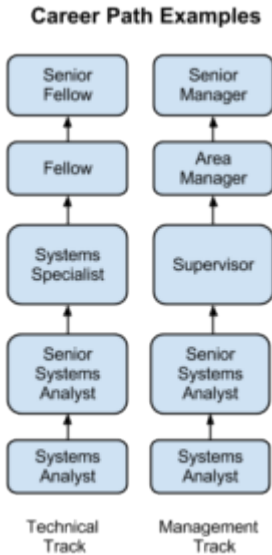 Career Path Examples
Senior
Fellow
Senior
Manager
Fellow
Area
Manager
Systems
Specialist
Supervisor
Senior
Systems
Analyst
Senior
Systems
Analyst
Systems
Analyst
Systems
Analyst
Technical
Track
Management
Track